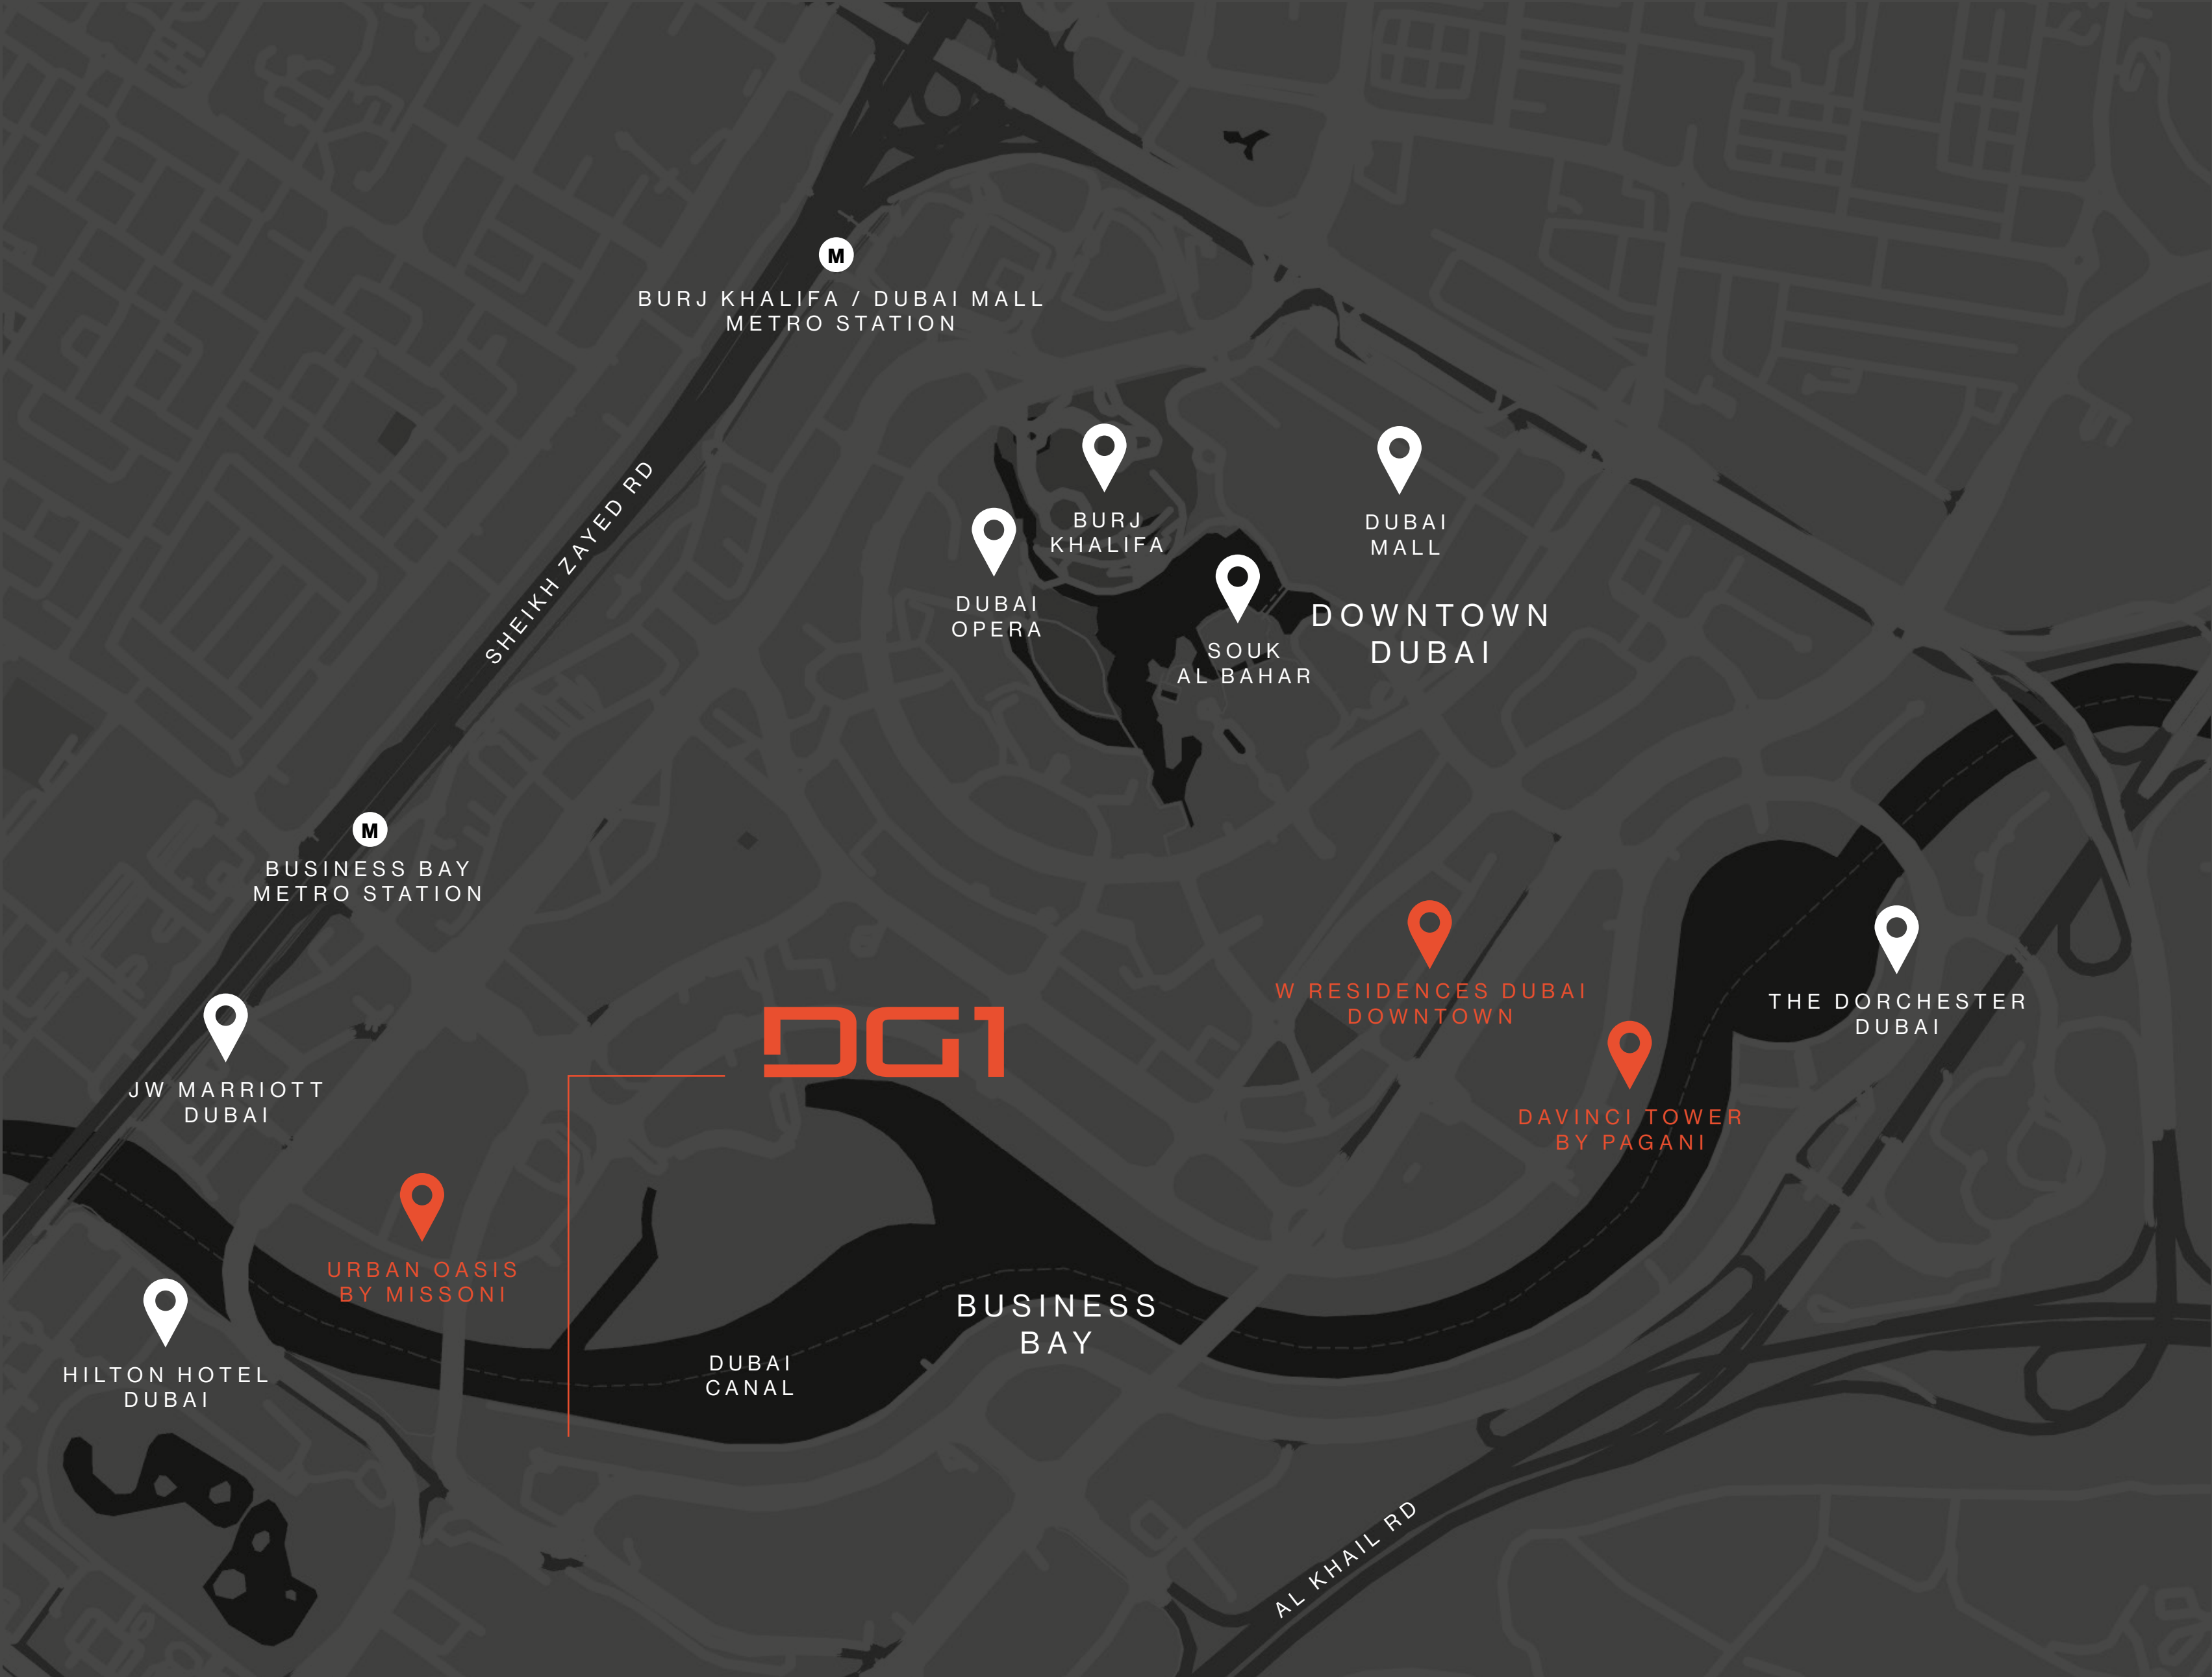 M
BURJ KHALIFA / DUBAI MALL
METRO STATION
SHEIKH ZAYED RD
BURJ
KHALIFA
DUBAI
MALL
DUBAI
OPERA
SOUK
AL BAHAR
DOWNTOWN
DUBAI
M
BUSINESS BAY
METRO STATION
W RESIDENCES DUBAI
DOWNTOWN
THE DORCHESTER
DUBAI
DG1
JW MARRIOTT
DUBAI
DAVINCI TOWER
BY PAGANI
URBAN OASIS
BY MISSONI
BUSINESS
BAY
DUBAI
CANAL
HILTON HOTEL
DUBAI
AL KHAIL RD